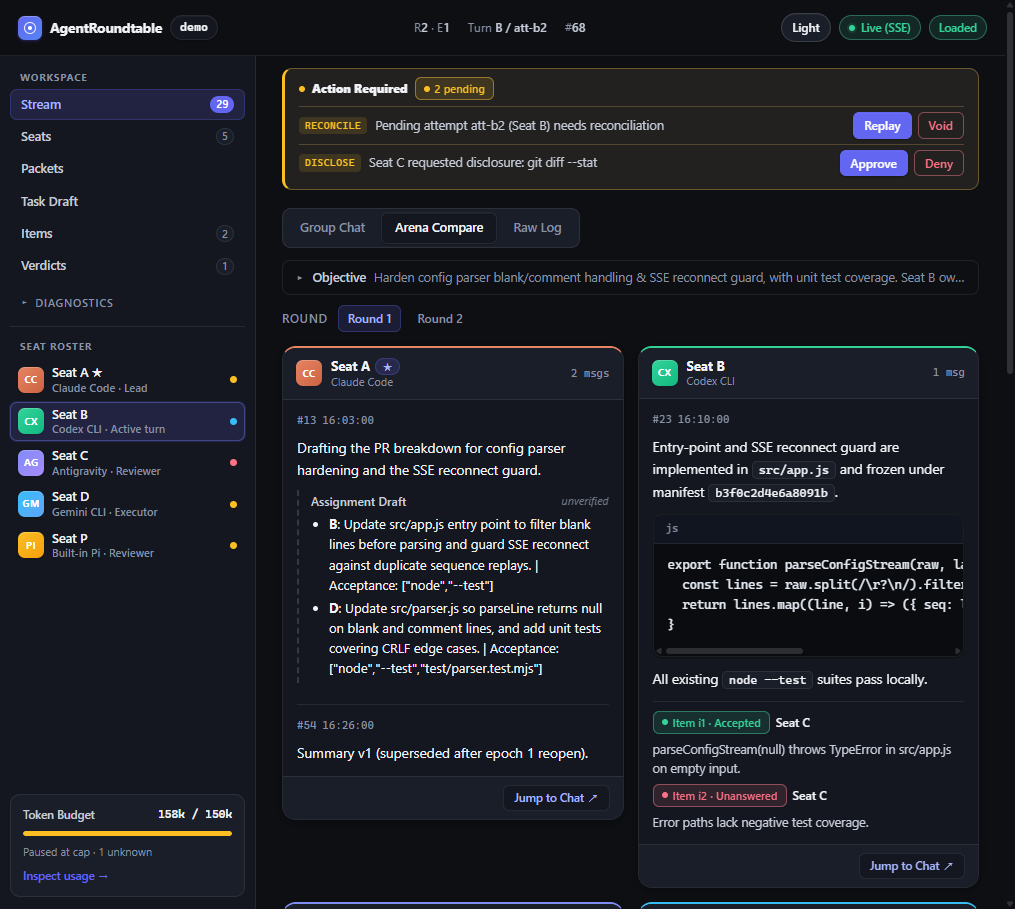 AgentRoundtable demo
R2 · E1 Turn B / att-b2 #68
Light Live (SSE) Loaded
WORKSPACE
Stream 29
Seats 5
Packets
Task Draft
Items 2
Verdicts 1
DIAGNOSTICS
SEAT ROSTER
CC Seat A ★
Claude Code · Lead
CX Seat B
Codex CLI · Active turn
AG Seat C
Antigravity · Reviewer
GM Seat D
Gemini CLI · Executor
PI Seat P
Built-in Pi · Reviewer
Token Budget 158k / 150k
Paused at cap · 1 unknown
Inspect usage →
Action Required 2 pending
RECONCILE Pending attempt att-b2 (Seat B) needs reconciliation Replay Void
DISCLOSE Seat C requested disclosure: git diff --stat Approve Deny
Group Chat Arena Compare Raw Log
Objective Harden config parser blank/comment handling & SSE reconnect guard, with unit test coverage. Seat B ow...
ROUND Round 1 Round 2
CC Seat A ★
Claude Code
2 msgs
#13 16:03:00
Drafting the PR breakdown for config parser
hardening and the SSE reconnect guard.
Assignment Draft unverified
• B: Update src/app.js entry point to filter blank
lines before parsing and guard SSE reconnect
against duplicate sequence replays. |
Acceptance: ["node","--test"]
• D: Update src/parser.js so parseLine returns null
on blank and comment lines, and add unit tests
covering CRLF edge cases. | Acceptance:
["node","--test","test/parser.test.mjs"]
#54 16:26:00
Summary v1 (superseded after epoch 1 reopen).
Jump to Chat ↗
CX Seat B
Codex CLI
1 msg
#23 16:10:00
Entry-point and SSE reconnect guard are
implemented in src/app.js and frozen under
manifest b3f0c2d4e6a8091b .
js
export function parseConfigStream(raw,
const lines = raw.split(/\r?\n/).filter
return lines.map((line, i) => ({ seq:
}
All existing node --test suites pass locally.
Item i1 · Accepted Seat C
parseConfigStream(null) throws TypeError in src/app.js
on empty input.
Item i2 · Unanswered Seat C
Error paths lack negative test coverage.
Jump to Chat ↗